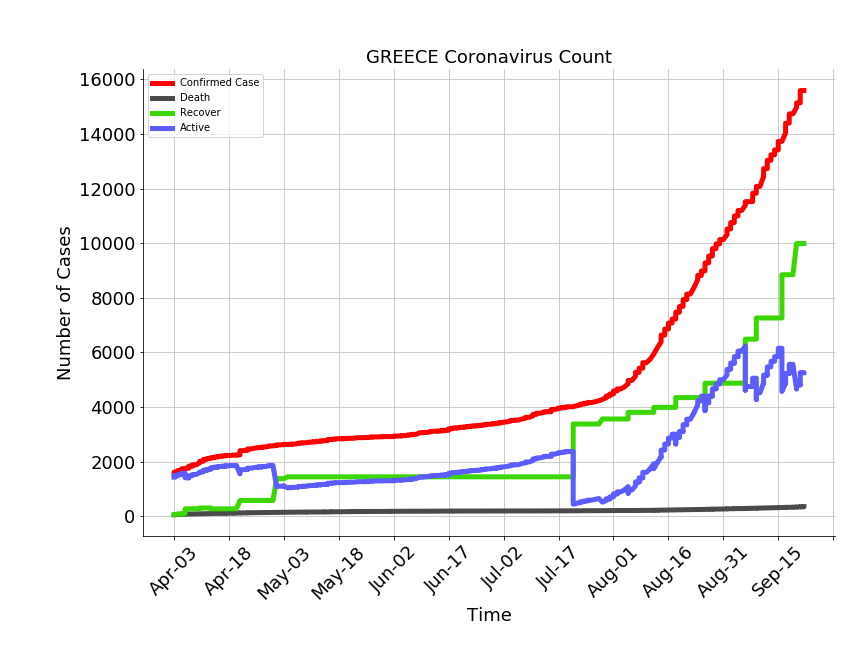 GREECE Coronavirus Count
Confirmed Case
Death
Recover
Active
Number of Cases
16000
14000
12000
10000
8000
6000
4000
2000
0
Apr-03
Apr-18
May-03
May-18
Jun-02
Jun-17
Jul-02
Jul-17
Aug-01
Aug-16
Aug-31
Sep-15
Time